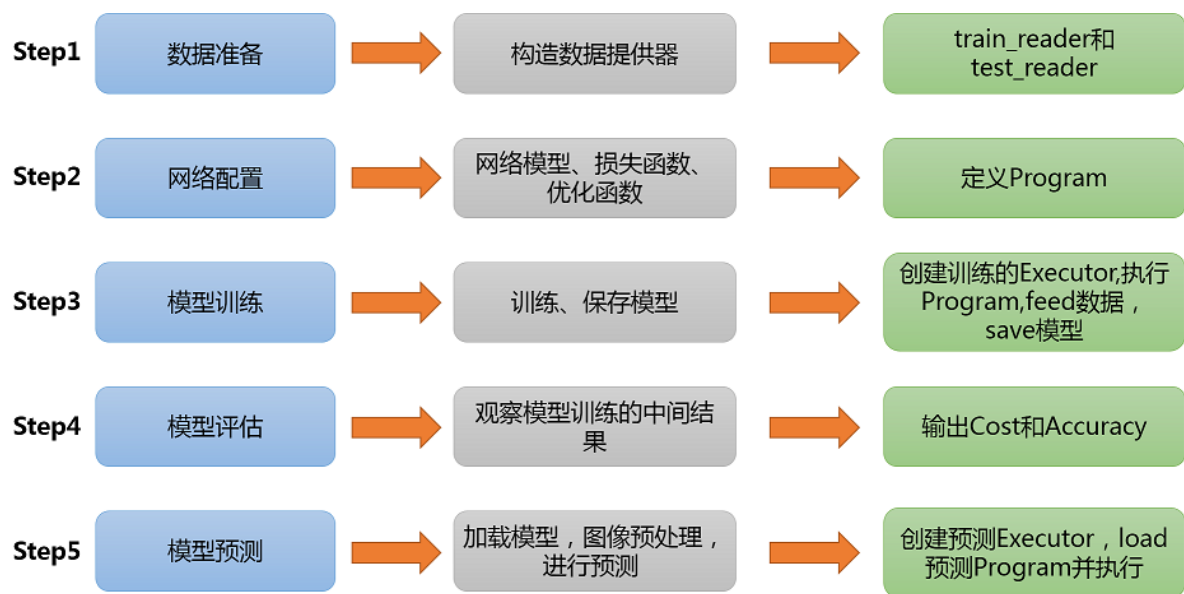 Step1
数据准备
构造数据提供器
train_reader和
test_reader
Step2
网络配置
网络模型、损失函数、
优化函数
定义Program
Step3
模型训练
训练、保存模型
创建训练的Executor,执行
Program,feed数据，
save模型
Step4
模型评估
观察模型训练的中间结
果
输出Cost和Accuracy
Step5
模型预测
加载模型，图像预处理，
进行预测
创建预测Executor，load
预测Program并执行